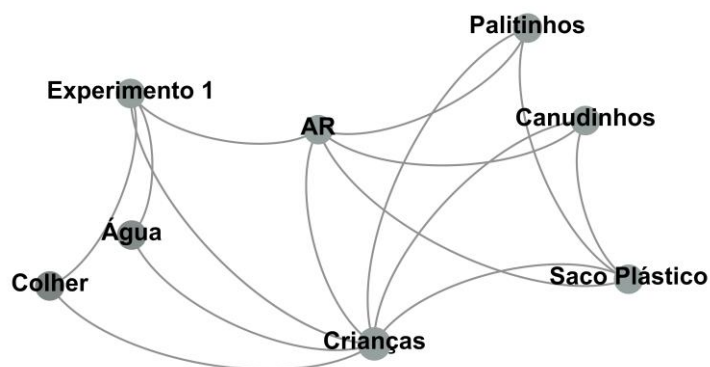 Palitinhos
Experimento 1
AR
Canudinhos
Água
Colher
Saco Plástico
Crianças